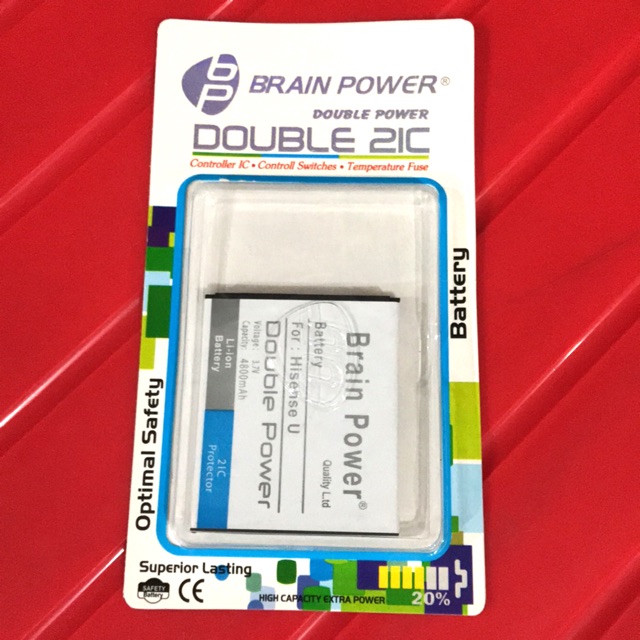 bp BRAIN POWER®
DOUBLE POWER
DOUBLE 2IC
Controller IC • Controll Switches • Temperature Fuse
Battery
Optimal Safety
Brain Power®
Quality L.td
Battery
For : Hisense U
Double Power
Voltage: 3.7V
Capacity: 4800mAh
Li-ion
Battery
2IC
Protector
Superior Lasting
SAFETY
Battery
CE
HIGH CAPACITY EXTRA POWER
20%